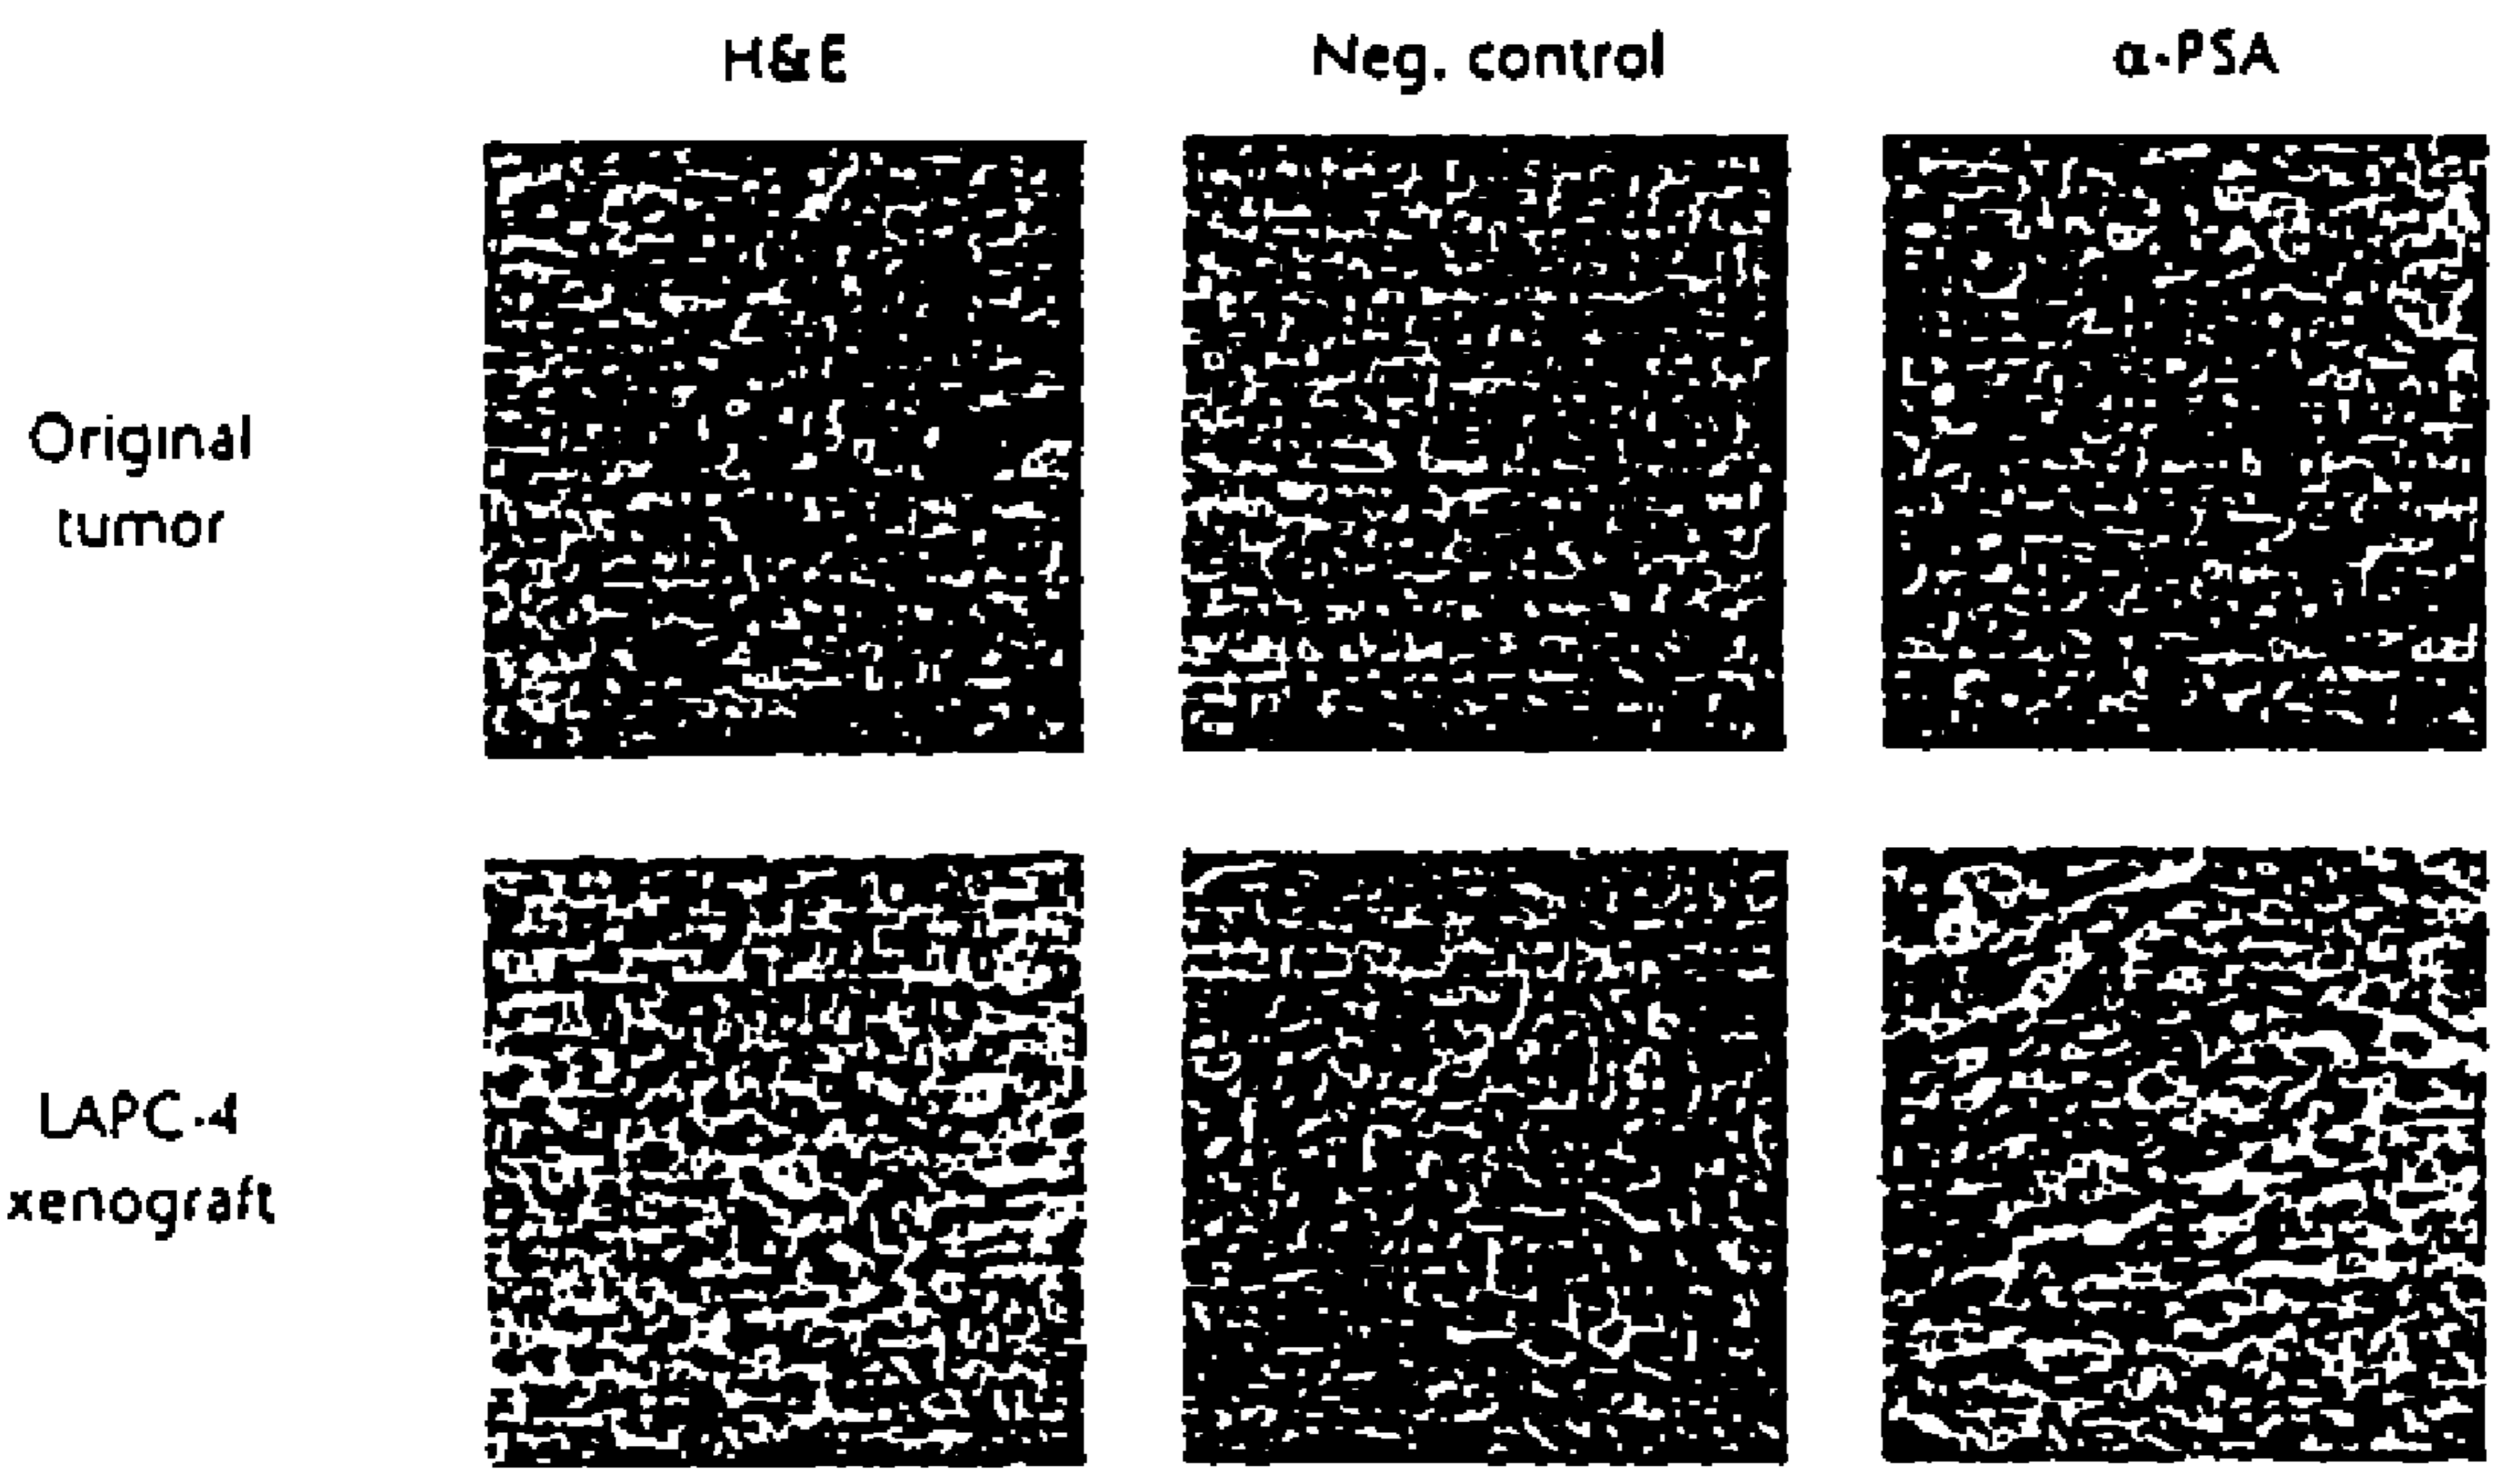 H&E
Neg. control
α-PSA
Original
tumor
LAPC-4
xenograft